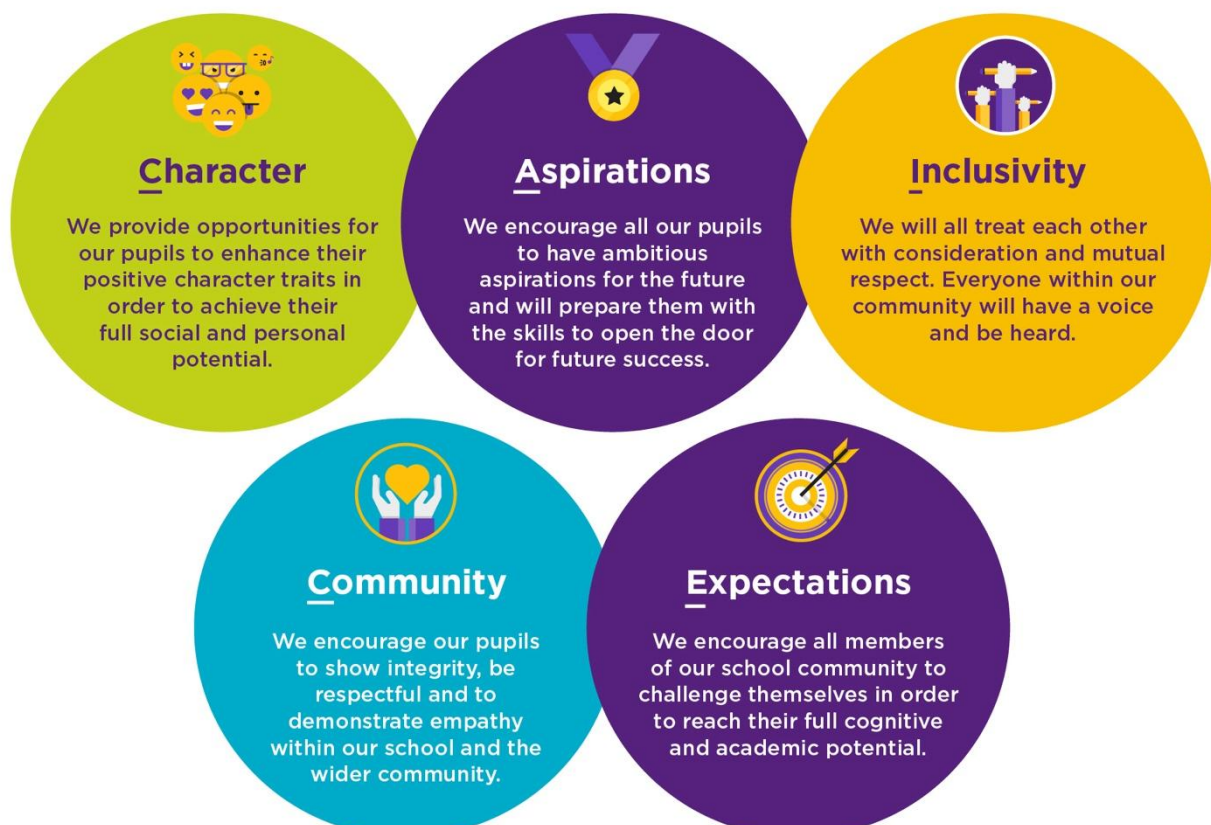 Character
We provide opportunities for
our pupils to enhance their
positive character traits in
order to achieve their
full social and personal
potential.
Aspirations
We encourage all our pupils
to have ambitious
aspirations for the future
and will prepare them with
the skills to open the door
for future success.
Inclusivity
We will all treat each other
with consideration and mutual
respect. Everyone within our
community will have a voice
and be heard.
Community
We encourage our pupils
to show integrity, be
respectful and to
demonstrate empathy
within our school and the
wider community.
Expectations
We encourage all members
of our school community to
challenge themselves in order
to reach their full cognitive
and academic potential.